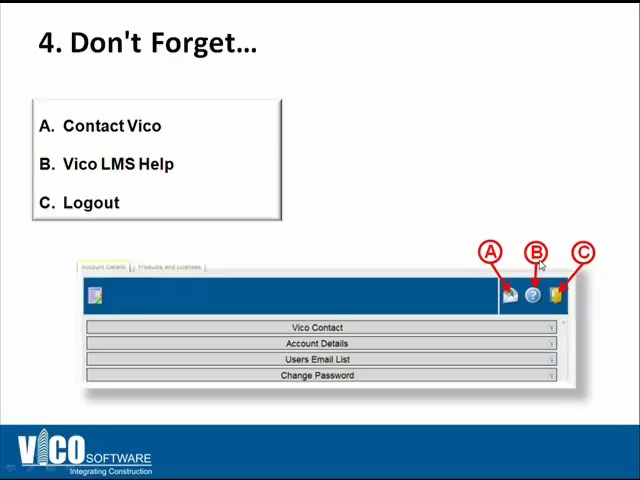 4. Don't Forget...
A. Contact Vico
B. Vico LMS Help
C. Logout
A B C
Account Details Products and Licenses
?
Vico Contact
Account Details
Users Email List
Change Password
VICO SOFTWARE
Integrating Construction